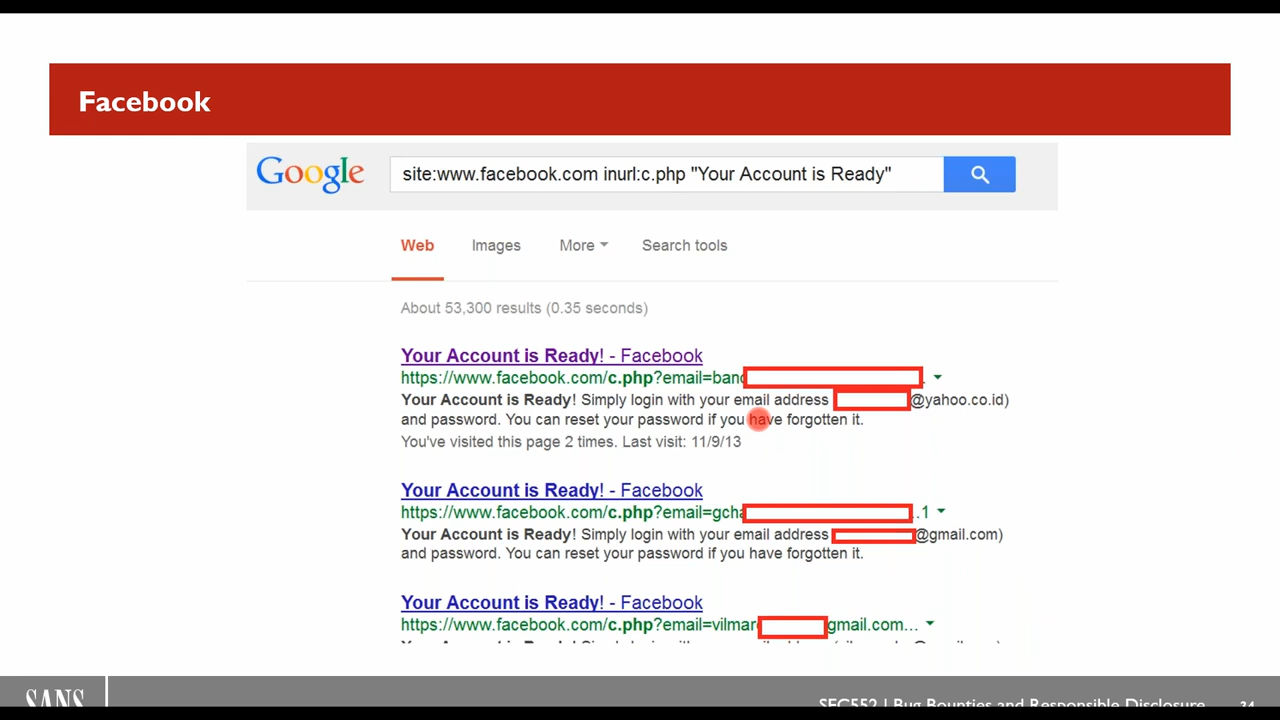 Facebook
Google
site:www.facebook.com inurl:c.php "Your Account is Ready"
Web Images More Search tools
About 53,300 results (0.35 seconds)
Your Account is Ready! - Facebook
https://www.facebook.com/c.php?email=banc
Your Account is Ready! Simply login with your email address @yahoo.co.id)
and password. You can reset your password if you have forgotten it.
You've visited this page 2 times. Last visit: 11/9/13
Your Account is Ready! - Facebook
https://www.facebook.com/c.php?email=gcha ...1
Your Account is Ready! Simply login with your email address @gmail.com)
and password. You can reset your password if you have forgotten it.
Your Account is Ready! - Facebook
https://www.facebook.com/c.php?email=vilmar gmail.com...
SANS
SEC552 | Bug Bounties and Responsible Disclosure 34